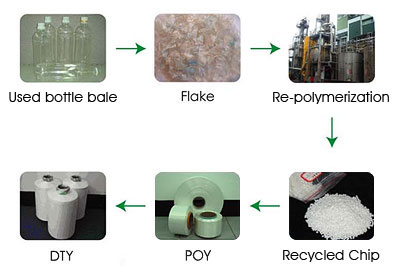 Used bottle bale
Flake
Re-polymerization
DTY
POY
Recycled Chip